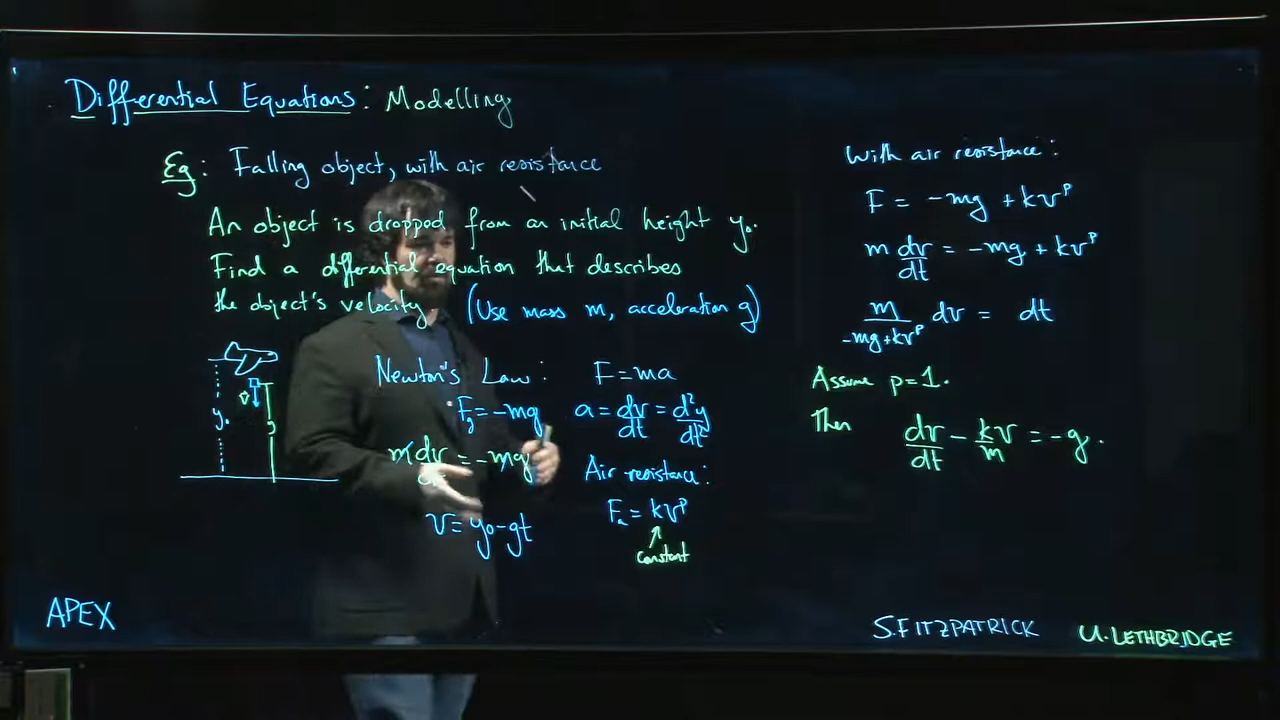 Differential Equations: Modelling
Eg: Falling object, with air resistance
An object is dropped from an initial height y₀.
Find a differential equation that describes
the object's velocity. (Use mass m, acceleration g)
y₀
v
y
Newton's Law: F=ma
F_g = -mg
a = dv/dt = d²y/dt²
m dv/dt = -mg
v = y₀-gt
Air resistance:
Fₐ = kv^p
↑
constant
With air resistance:
F = -mg + kv^p
m dv/dt = -mg + kv^p
m/(-mg+kv^p) dv = dt
Assume p=1.
Then dv/dt - kv/m = -g.
APEX
S.FITZPATRICK
U.LETHBRIDGE